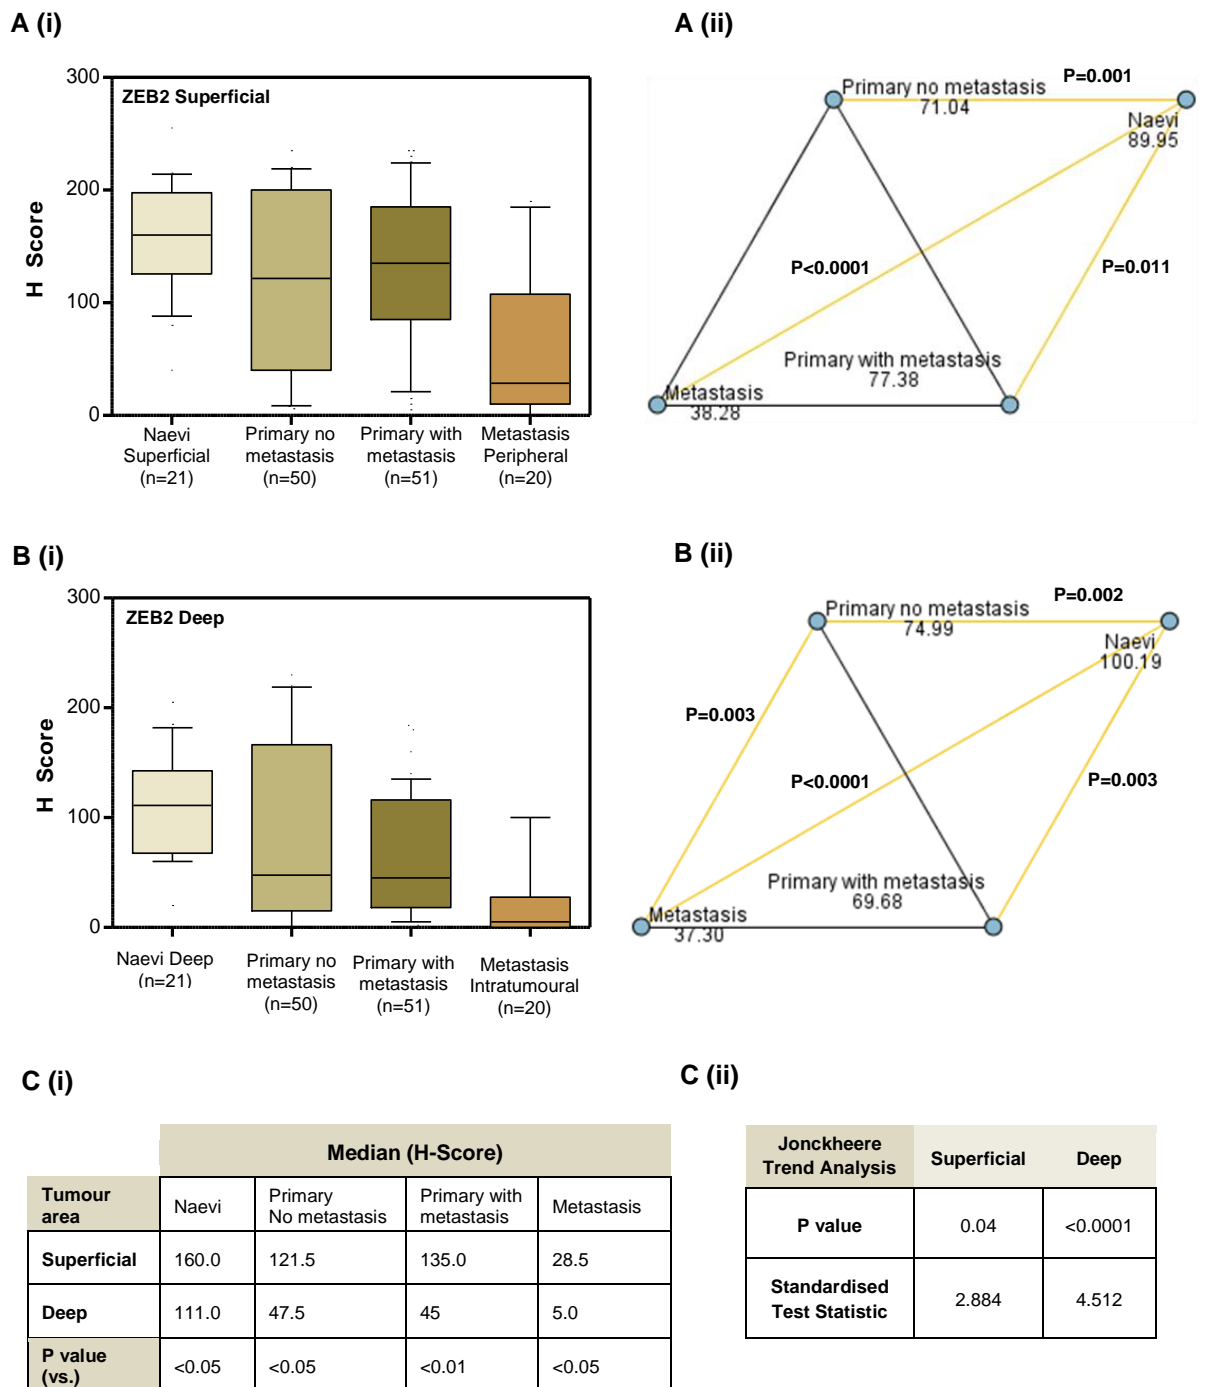 A (i)
A (ii)
300
200
100
0
H Score
ZEB2 Superficial
Naevi
Superficial
(n=21)
Primary no
metastasis
(n=50)
Primary with
metastasis
(n=51)
Metastasis
Peripheral
(n=20)
P=0.001
Primary no metastasis
71.04
Naevi
89.95
P<0.0001
P=0.011
Primary with metastasis
77.38
Metastasis
38.28
B (i)
B (ii)
300
200
100
0
H Score
ZEB2 Deep
Naevi Deep
(n=21)
Primary no
metastasis
(n=50)
Primary with
metastasis
(n=51)
Metastasis
Intratumoural
(n=20)
P=0.002
Primary no metastasis
74.99
Naevi
100.19
P=0.003
P<0.0001
P=0.003
Primary with metastasis
69.68
Metastasis
37.30
C (i)
C (ii)
Median (H-Score)
Tumour
area
Naevi
Primary
No metastasis
Primary with
metastasis
Metastasis
Superficial 160.0 121.5 135.0 28.5
Deep 111.0 47.5 45 5.0
P value
(vs.)
<0.05 <0.05 <0.01 <0.05
Jonckheere
Trend Analysis
Superficial Deep
P value 0.04 <0.0001
Standardised
Test Statistic
2.884 4.512